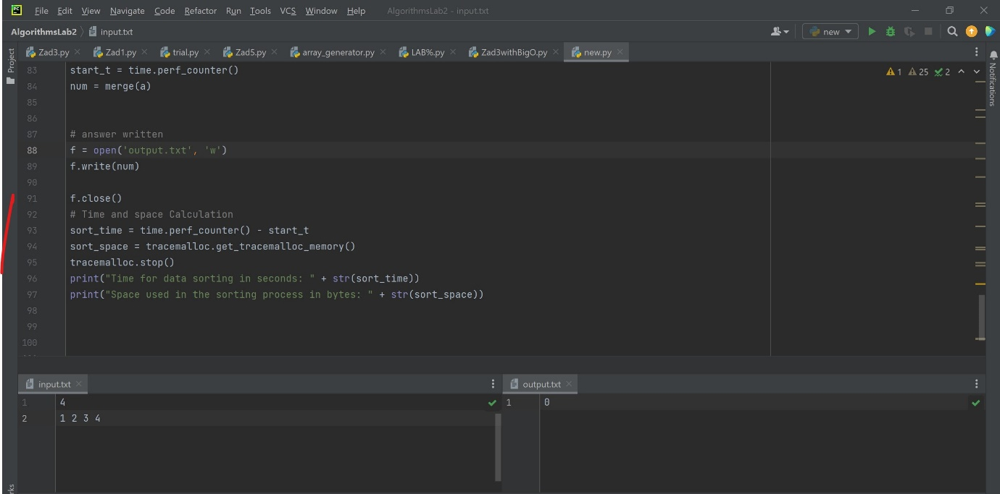 File Edit View Navigate Code Refactor Run Tools VCS Window Help AlgorithmsLab2 - input.txt
AlgorithmsLab2 input.txt new
Zad3.py Zad1.py trial.py Zad5.py array_generator.py LAB%.py Zad3withBigO.py new.py
Project
Notifications
1 25 2
83 start_t = time.perf_counter()
84 num = merge(a)
85
86
87 # answer written
88 f = open('output.txt', 'w')
89 f.write(num)
90
91 f.close()
92 # Time and space Calculation
93 sort_time = time.perf_counter() - start_t
94 sort_space = tracemalloc.get_tracemalloc_memory()
95 tracemalloc.stop()
96 print("Time for data sorting in seconds: " + str(sort_time))
97 print("Space used in the sorting process in bytes: " + str(sort_space))
98
99
100
input.txt
1 4
2 1 2 3 4
output.txt
1 0